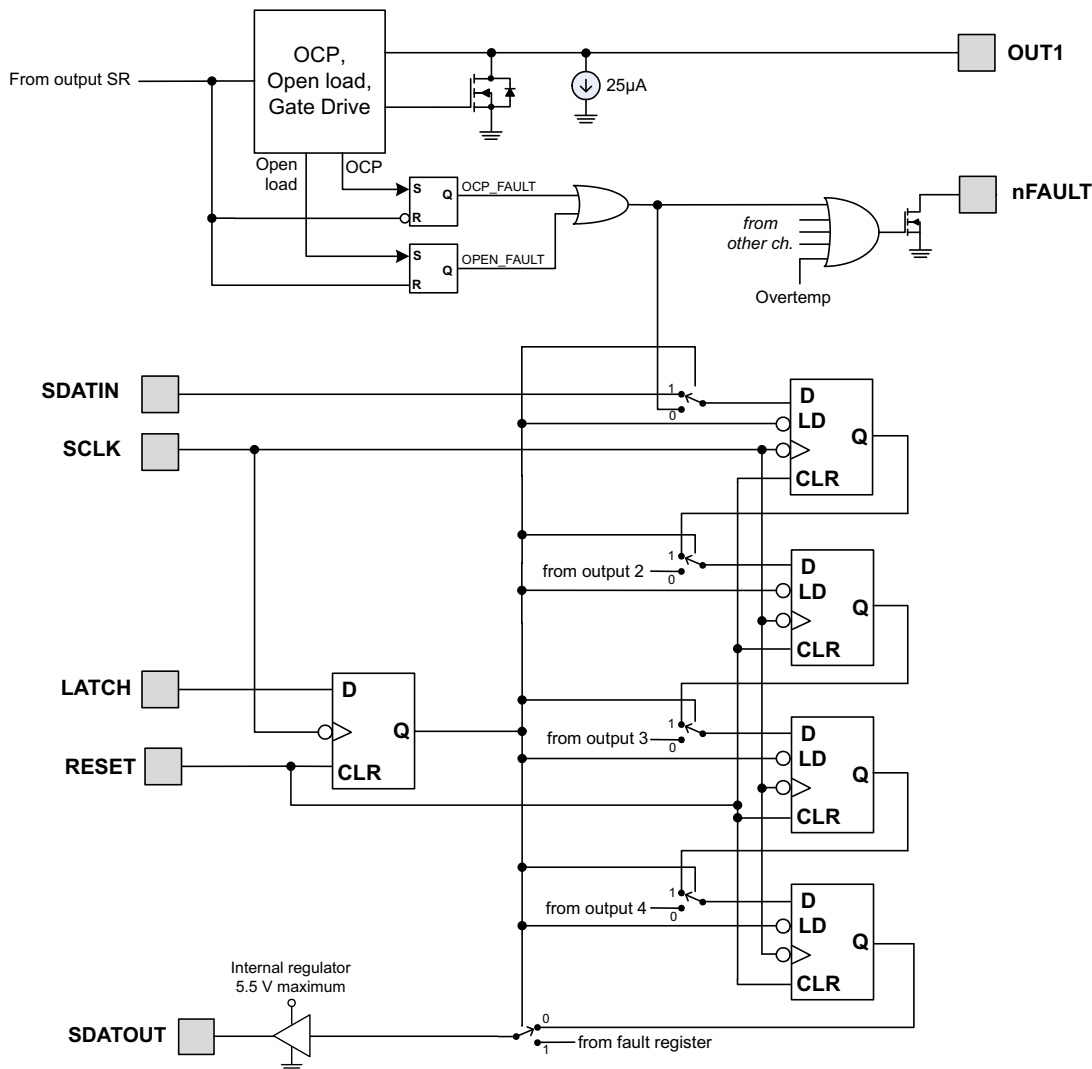 OCP,
Open load,
Gate Drive
OUT1
From output SR
25µA
Open
load
OCP
S
Q
R
OCP_FAULT
nFAULT
from
other ch.
S
Q
R
OPEN_FAULT
Overtemp
SDATIN
1
0
D
LD
Q
CLR
SCLK
1
0
from output 2
D
LD
Q
CLR
LATCH
D
Q
CLR
RESET
1
0
from output 3
D
LD
Q
CLR
1
0
from output 4
D
LD
Q
CLR
Internal regulator
5.5 V maximum
SDATOUT
0
1
from fault register